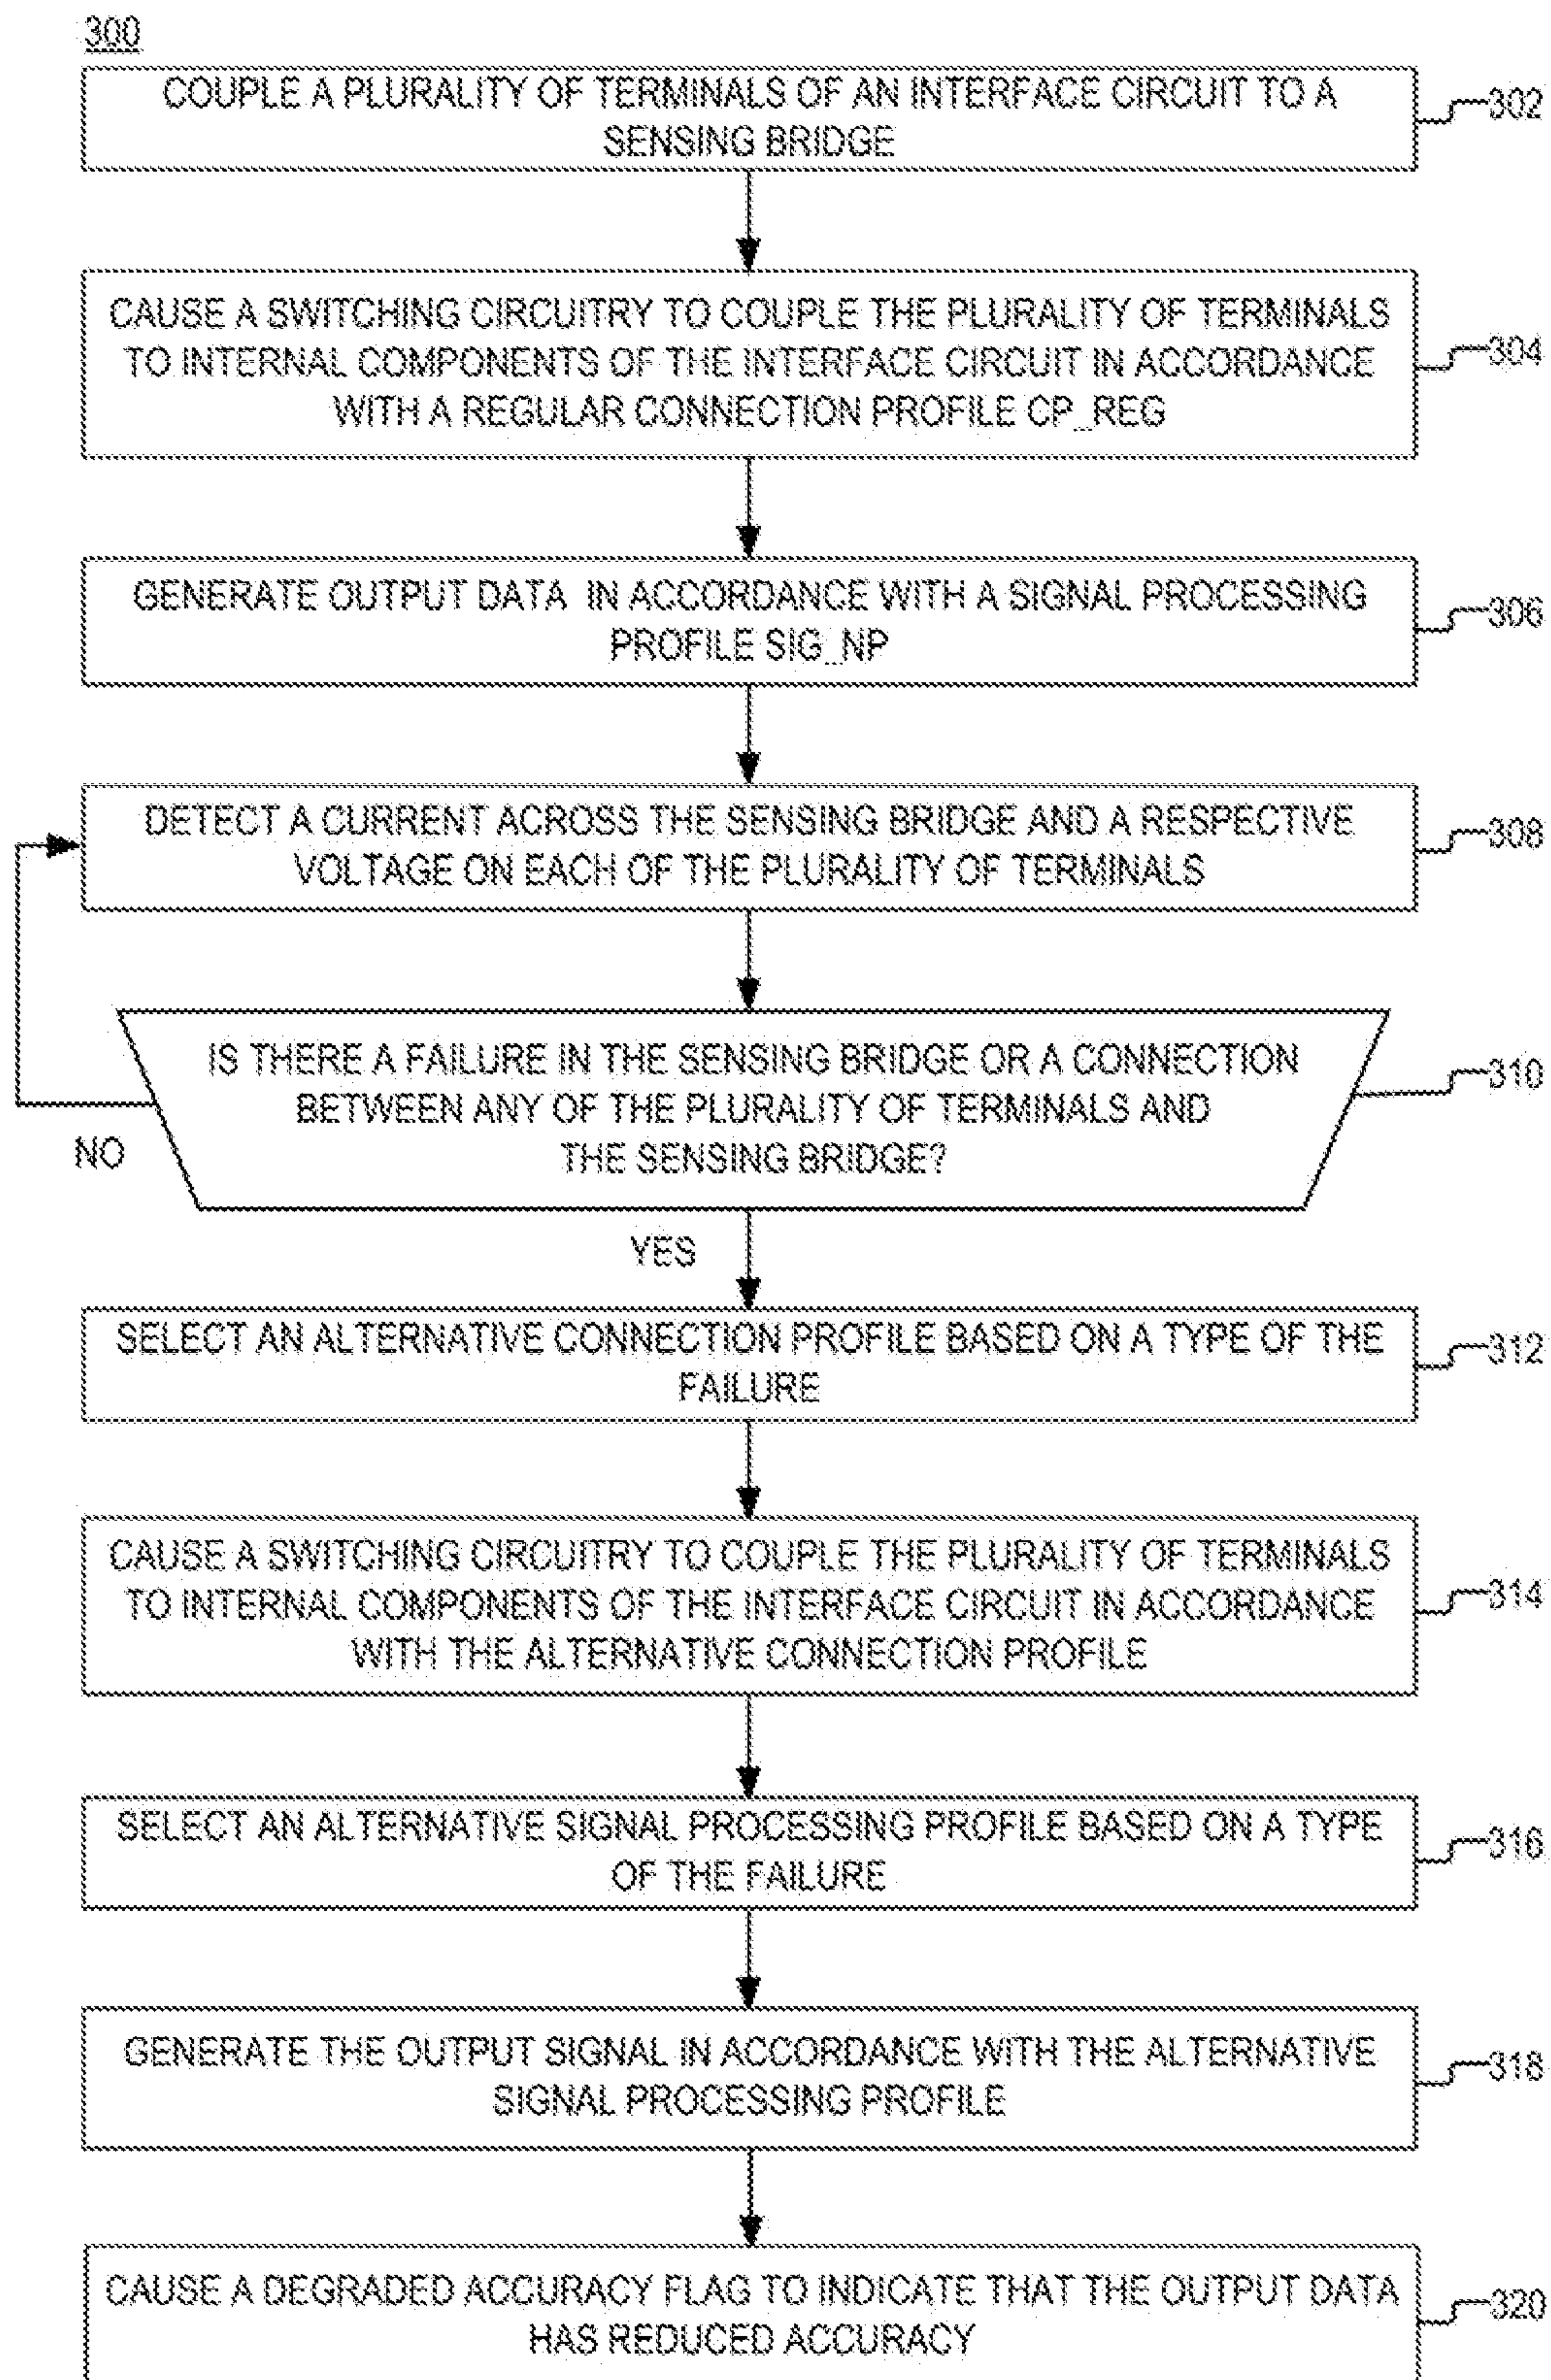 300
COUPLE A PLURALITY OF TERMINALS OF AN INTERFACE CIRCUIT TO A
SENSING BRIDGE
302
CAUSE A SWITCHING CIRCUITRY TO COUPLE THE PLURALITY OF TERMINALS
TO INTERNAL COMPONENTS OF THE INTERFACE CIRCUIT IN ACCORDANCE
WITH A REGULAR CONNECTION PROFILE CP_REG
304
GENERATE OUTPUT DATA IN ACCORDANCE WITH A SIGNAL PROCESSING
PROFILE SIG_NP
306
DETECT A CURRENT ACROSS THE SENSING BRIDGE AND A RESPECTIVE
VOLTAGE ON EACH OF THE PLURALITY OF TERMINALS
308
IS THERE A FAILURE IN THE SENSING BRIDGE OR A CONNECTION
BETWEEN ANY OF THE PLURALITY OF TERMINALS AND
THE SENSING BRIDGE?
310
NO
YES
SELECT AN ALTERNATIVE CONNECTION PROFILE BASED ON A TYPE OF THE
FAILURE
312
CAUSE A SWITCHING CIRCUITRY TO COUPLE THE PLURALITY OF TERMINALS
TO INTERNAL COMPONENTS OF THE INTERFACE CIRCUIT IN ACCORDANCE
WITH THE ALTERNATIVE CONNECTION PROFILE
314
SELECT AN ALTERNATIVE SIGNAL PROCESSING PROFILE BASED ON A TYPE
OF THE FAILURE
316
GENERATE THE OUTPUT SIGNAL IN ACCORDANCE WITH THE ALTERNATIVE
SIGNAL PROCESSING PROFILE
318
CAUSE A DEGRADED ACCURACY FLAG TO INDICATE THAT THE OUTPUT DATA
HAS REDUCED ACCURACY
320